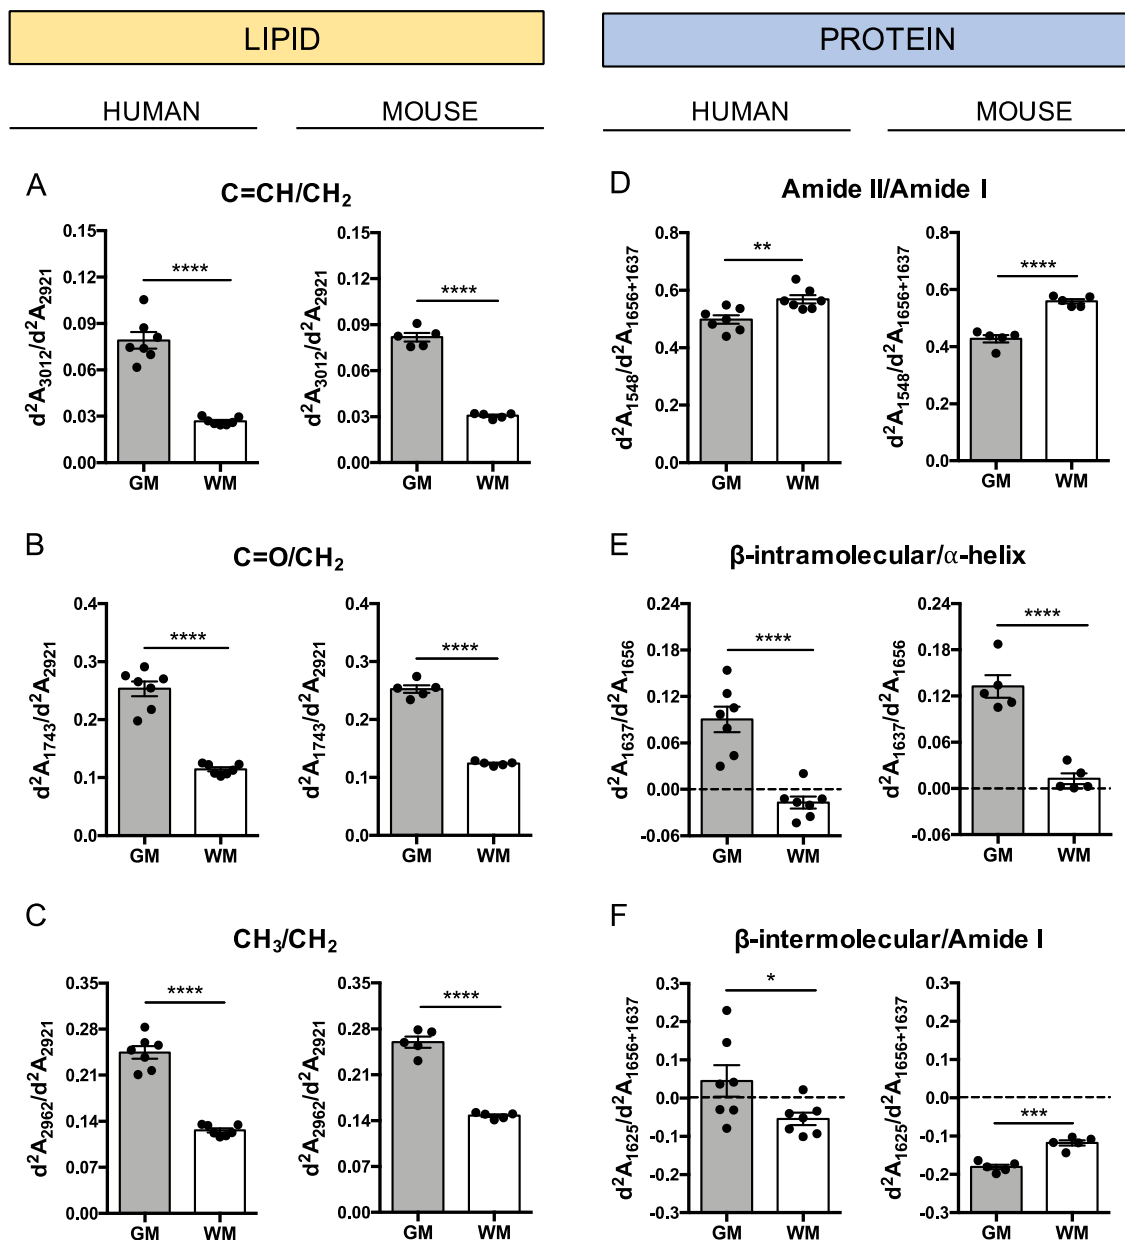 LIPID
PROTEIN
HUMAN
MOUSE
HUMAN
MOUSE
A
C=CH/CH2
d2A3012/d2A2921
0.15
0.12
0.09
0.06
0.03
0.00
****
GM
WM
d2A3012/d2A2921
0.15
0.12
0.09
0.06
0.03
0.00
****
GM
WM
D
Amide II/Amide I
d2A1548/d2A1656+1637
0.8
0.6
0.4
0.2
0.0
**
GM
WM
d2A1548/d2A1656+1637
0.8
0.6
0.4
0.2
0.0
****
GM
WM
B
C=O/CH2
d2A1743/d2A2921
0.4
0.3
0.2
0.1
0.0
****
GM
WM
d2A1743/d2A2921
0.4
0.3
0.2
0.1
0.0
****
GM
WM
E
β-intramolecular/α-helix
d2A1637/d2A1656
0.24
0.18
0.12
0.06
0.00
-0.06
****
GM
WM
d2A1637/d2A1656
0.24
0.18
0.12
0.06
0.00
-0.06
****
GM
WM
C
CH3/CH2
d2A2962/d2A2921
0.35
0.28
0.21
0.14
0.07
0.00
****
GM
WM
d2A2962/d2A2921
0.35
0.28
0.21
0.14
0.07
0.00
****
GM
WM
F
β-intermolecular/Amide I
d2A1625/d2A1656+1637
0.3
0.2
0.1
0.0
-0.1
-0.2
-0.3
*
GM
WM
d2A1625/d2A1656+1637
0.3
0.2
0.1
0.0
-0.1
-0.2
-0.3
***
GM
WM